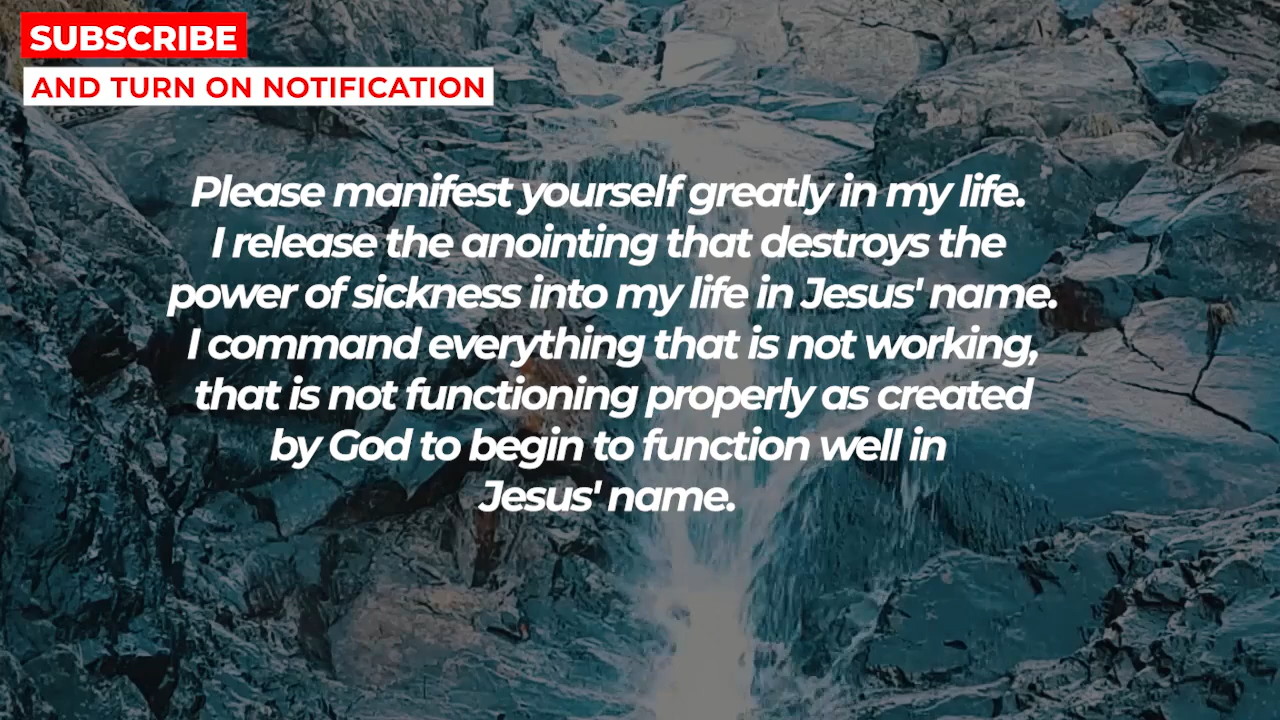 SUBSCRIBE
AND TURN ON NOTIFICATION
Please manifest yourself greatly in my life.
I release the anointing that destroys the
power of sickness into my life in Jesus' name.
I command everything that is not working,
that is not functioning properly as created
by God to begin to function well in
Jesus' name.